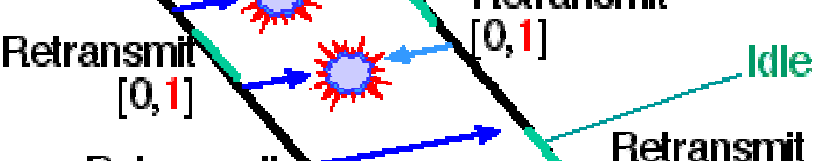 Retransmit
[0,1]
Retransmit
[0,1]
Idle
Retransmit